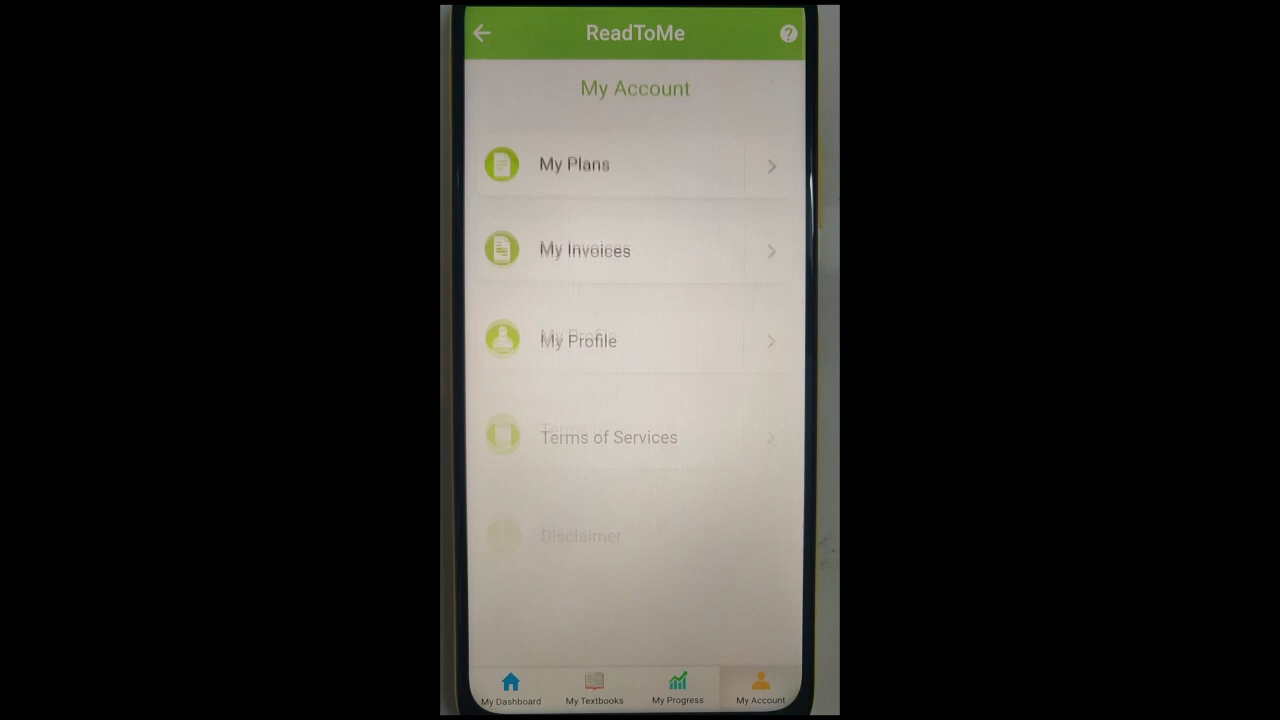 ReadToMe
My Account
My Plans
My Invoices
My Profile
Terms of Services
Disclaimer
My Dashboard
My Textbooks
My Progress
My Account